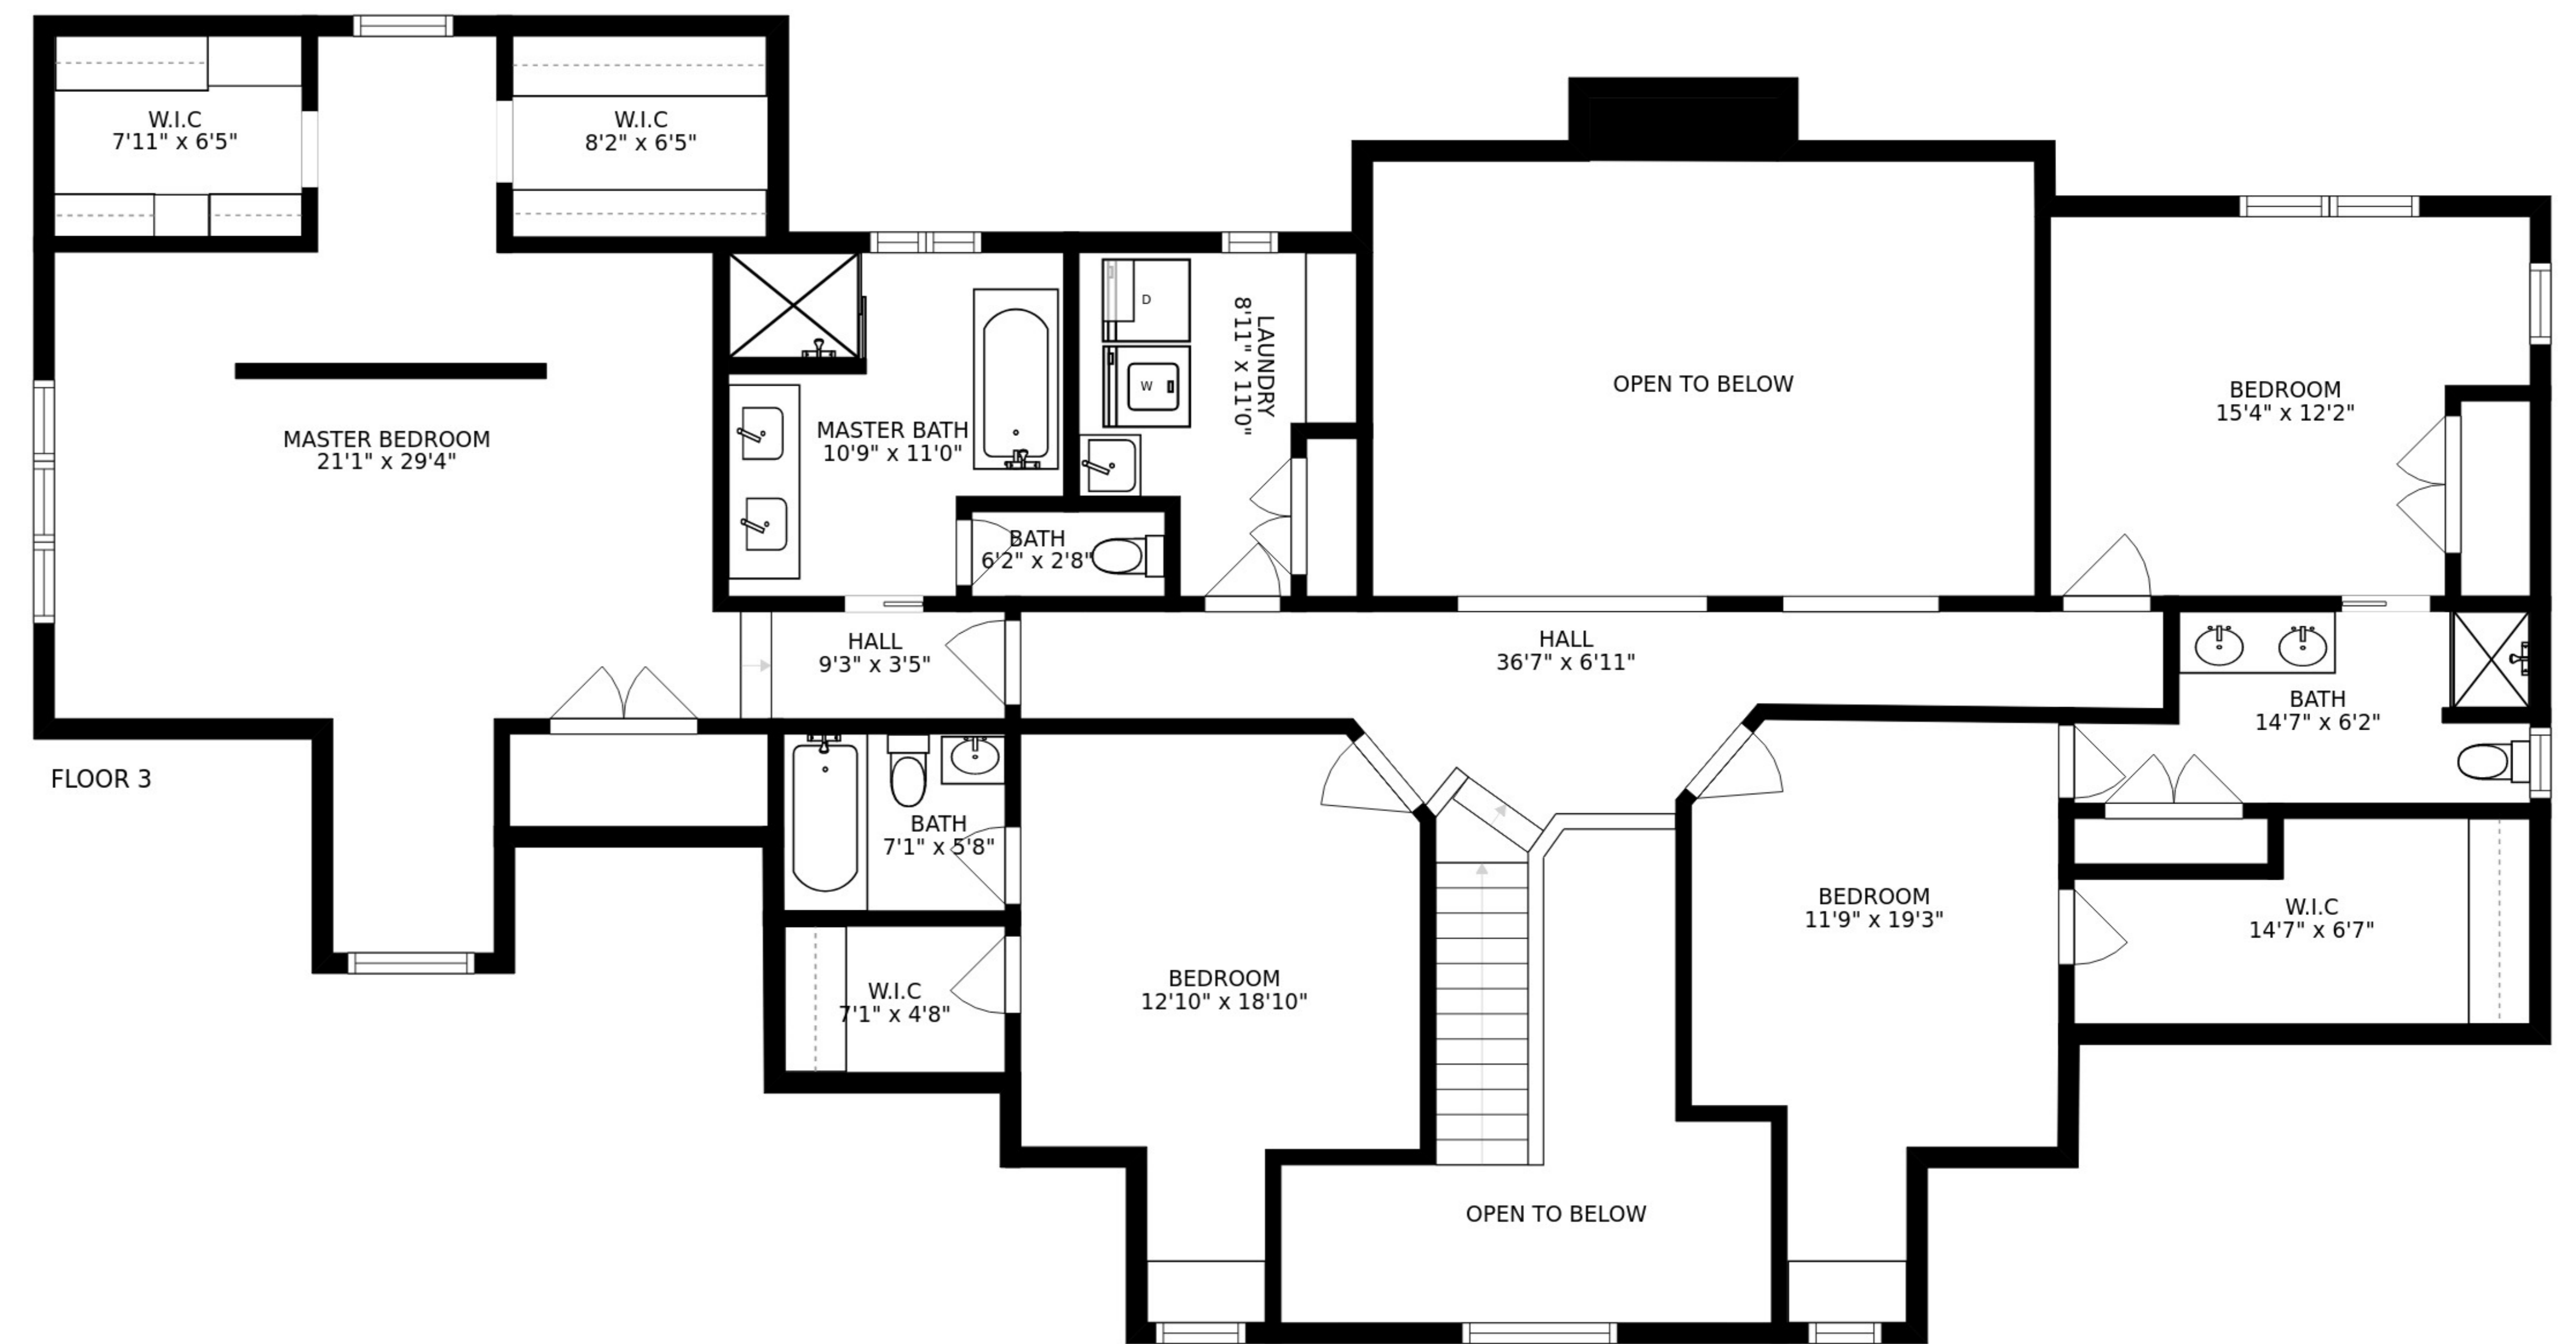 W.I.C
7'11" x 6'5"
W.I.C
8'2" x 6'5"
D
W
LAUNDRY
8'11" x 11'0"
OPEN TO BELOW
BEDROOM
15'4" x 12'2"
MASTER BEDROOM
21'1" x 29'4"
MASTER BATH
10'9" x 11'0"
BATH
6'2" x 2'8"
HALL
9'3" x 3'5"
HALL
36'7" x 6'11"
BATH
14'7" x 6'2"
FLOOR 3
BATH
7'1" x 5'8"
BEDROOM
11'9" x 19'3"
W.I.C
14'7" x 6'7"
BEDROOM
12'10" x 18'10"
W.I.C
7'1" x 4'8"
OPEN TO BELOW